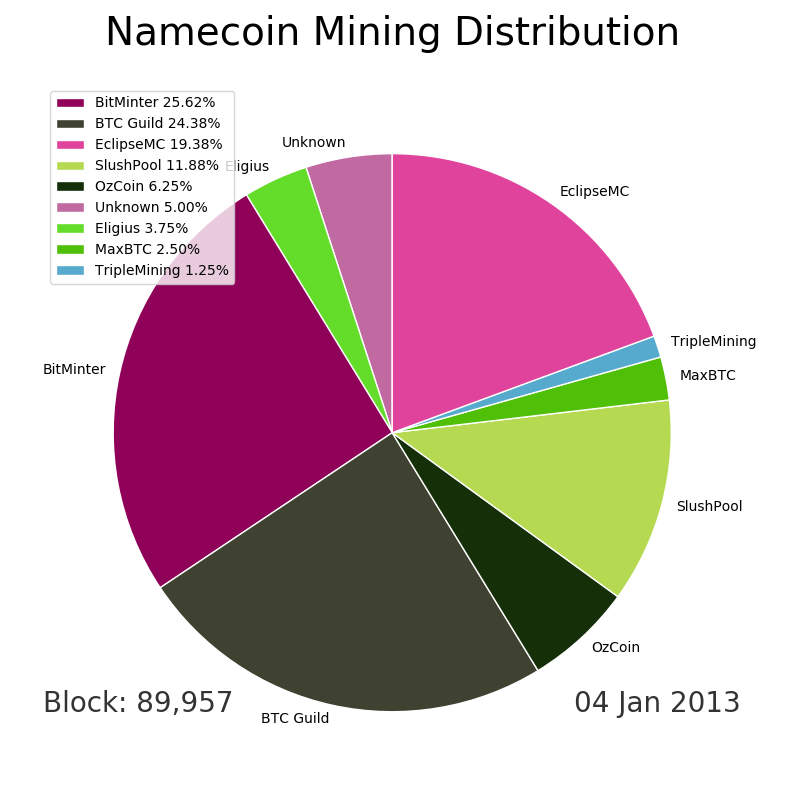 Namecoin Mining Distribution
BitMinter 25.62%
BTC Guild 24.38%
EclipseMC 19.38%
SlushPool 11.88%
OzCoin 6.25%
Unknown 5.00%
Eligius 3.75%
MaxBTC 2.50%
TripleMining 1.25%
Unknown
Eligius
EclipseMC
TripleMining
MaxBTC
BitMinter
SlushPool
OzCoin
BTC Guild
Block: 89,957
04 Jan 2013